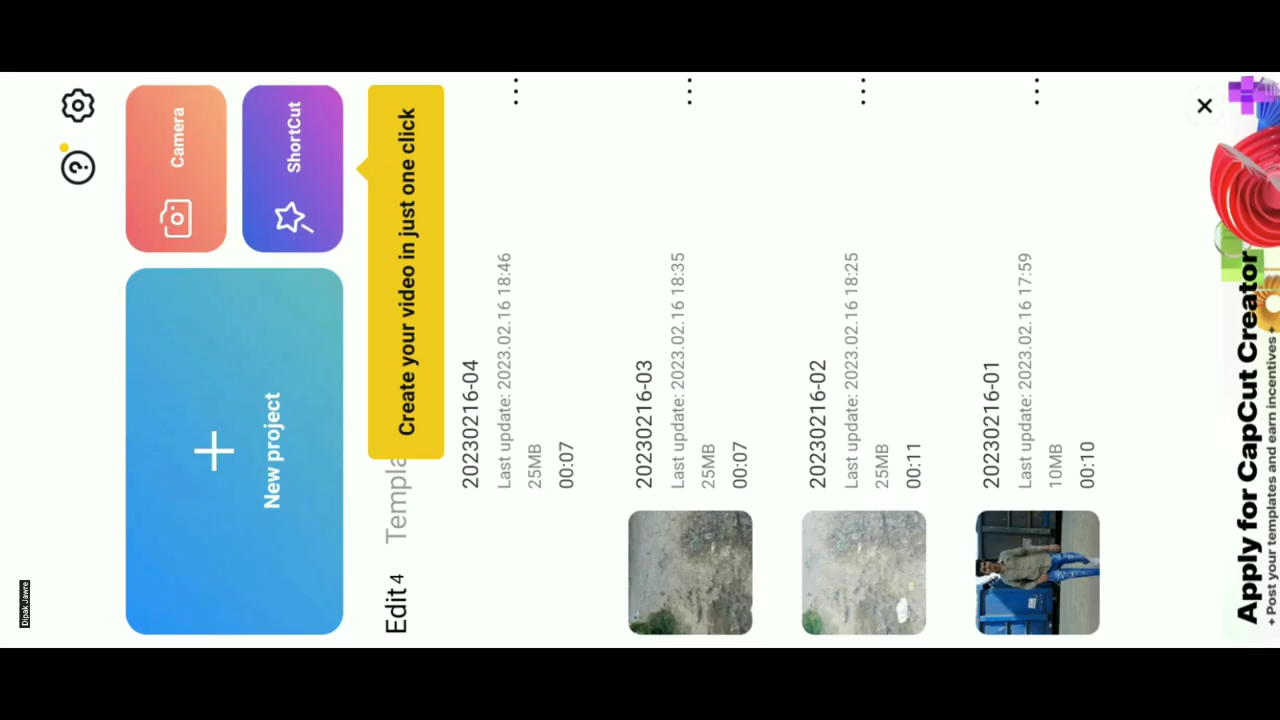 Camera
New project
ShortCut
Create your video in just one click
Edit 4
Templa
20230216-04
Last update: 2023.02.16 18:46
25MB
00:07
20230216-03
Last update: 2023.02.16 18:35
25MB
00:07
20230216-02
Last update: 2023.02.16 18:25
25MB
00:11
20230216-01
Last update: 2023.02.16 17:59
10MB
00:10
Apply for CapCut Creator
+ Post your templates and earn incentives +
Dipak Jawre